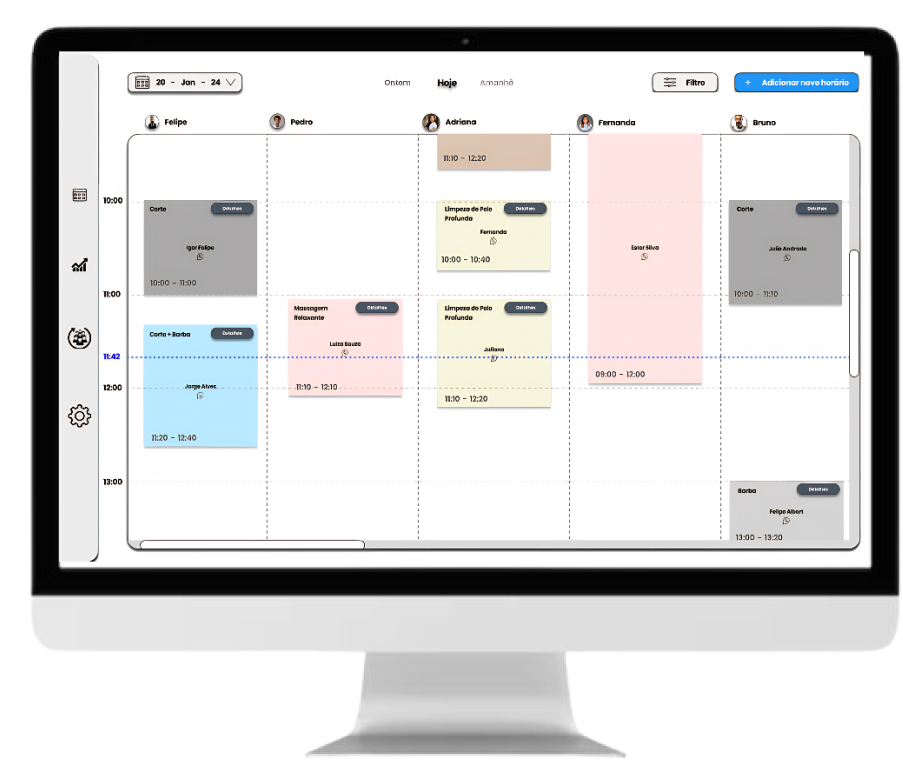 20 - Jan - 24
Ontem
Hoje
Amanhã
Filtro
+ Adicionar novo horário
Felipe
Pedro
Adriana
Fernanda
Bruno
11:10 - 12:20
10:00
Corte
Detalhes
Igor Felipe
10:00 - 11:00
Limpeza de Pele
Profunda
Detalhes
Fernanda
10:00 - 10:40
Ester Silva
09:00 - 12:00
Corte
Detalhes
Julio Andrade
10:00 - 11:10
11:00
Corte + Barba
Detalhes
Jorge Alves
11:20 - 12:40
Massagem
Relaxante
Detalhes
Luiza Souza
11:10 - 12:10
Limpeza de Pele
Profunda
Detalhes
Juliana
11:10 - 12:20
11:42
12:00
13:00
Barba
Detalhes
Felipe Albert
13:00 - 13:20